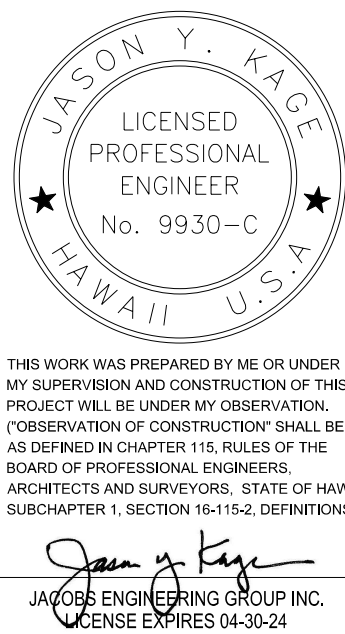 JASON Y. KAGE
LICENSED
PROFESSIONAL
ENGINEER
No. 9930-C
HAWAII U.S.A
THIS WORK WAS PREPARED BY ME OR UNDER
MY SUPERVISION AND CONSTRUCTION OF THIS
PROJECT WILL BE UNDER MY OBSERVATION.
("OBSERVATION OF CONSTRUCTION" SHALL BE
AS DEFINED IN CHAPTER 115, RULES OF THE
BOARD OF PROFESSIONAL ENGINEERS,
ARCHITECTS AND SURVEYORS, STATE OF HAW
SUBCHAPTER 1, SECTION 16-115-2, DEFINITIONS
Jason Y Kage
JACOBS ENGINEERING GROUP INC.
LICENSE EXPIRES 04-30-24